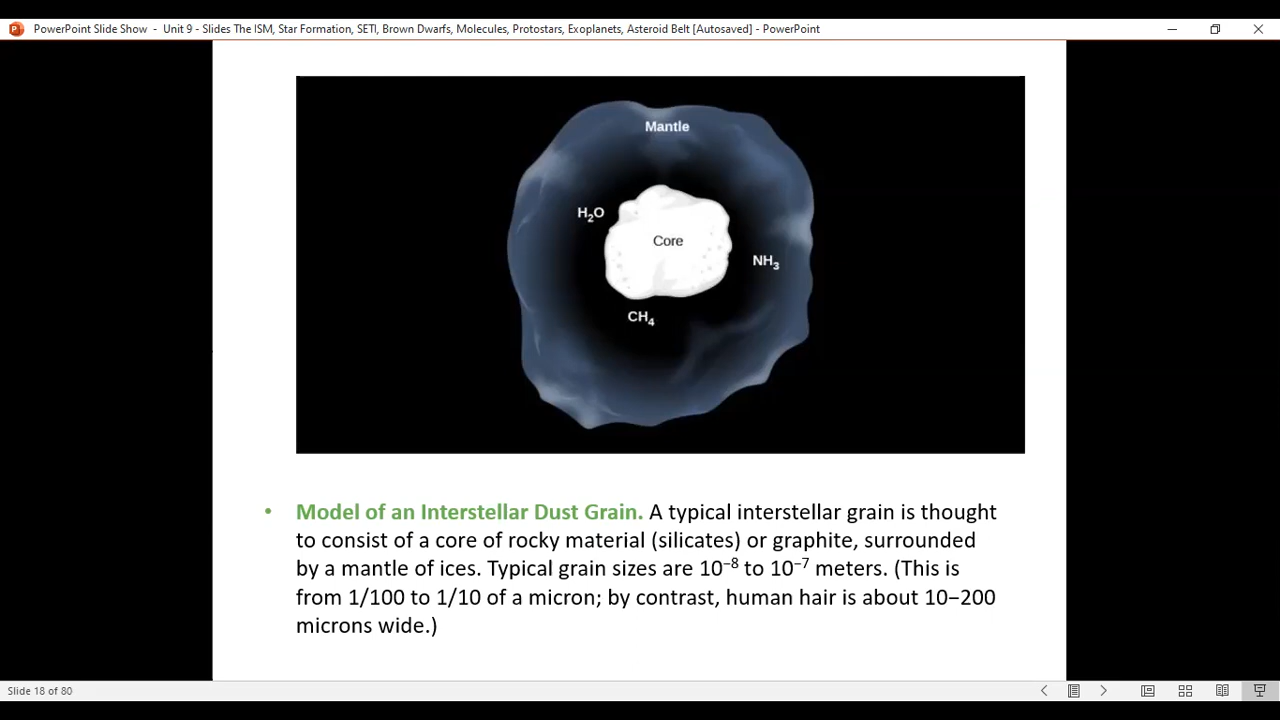 PowerPoint Slide Show - Unit 9 - Slides The ISM, Star Formation, SETI, Brown Dwarfs, Molecules, Protostars, Exoplanets, Asteroid Belt [Autosaved] - PowerPoint
Mantle
H₂O
Core
NH₃
CH₄
• Model of an Interstellar Dust Grain. A typical interstellar grain is thought
to consist of a core of rocky material (silicates) or graphite, surrounded
by a mantle of ices. Typical grain sizes are 10⁻⁸ to 10⁻⁷ meters. (This is
from 1/100 to 1/10 of a micron; by contrast, human hair is about 10–200
microns wide.)
Slide 18 of 80